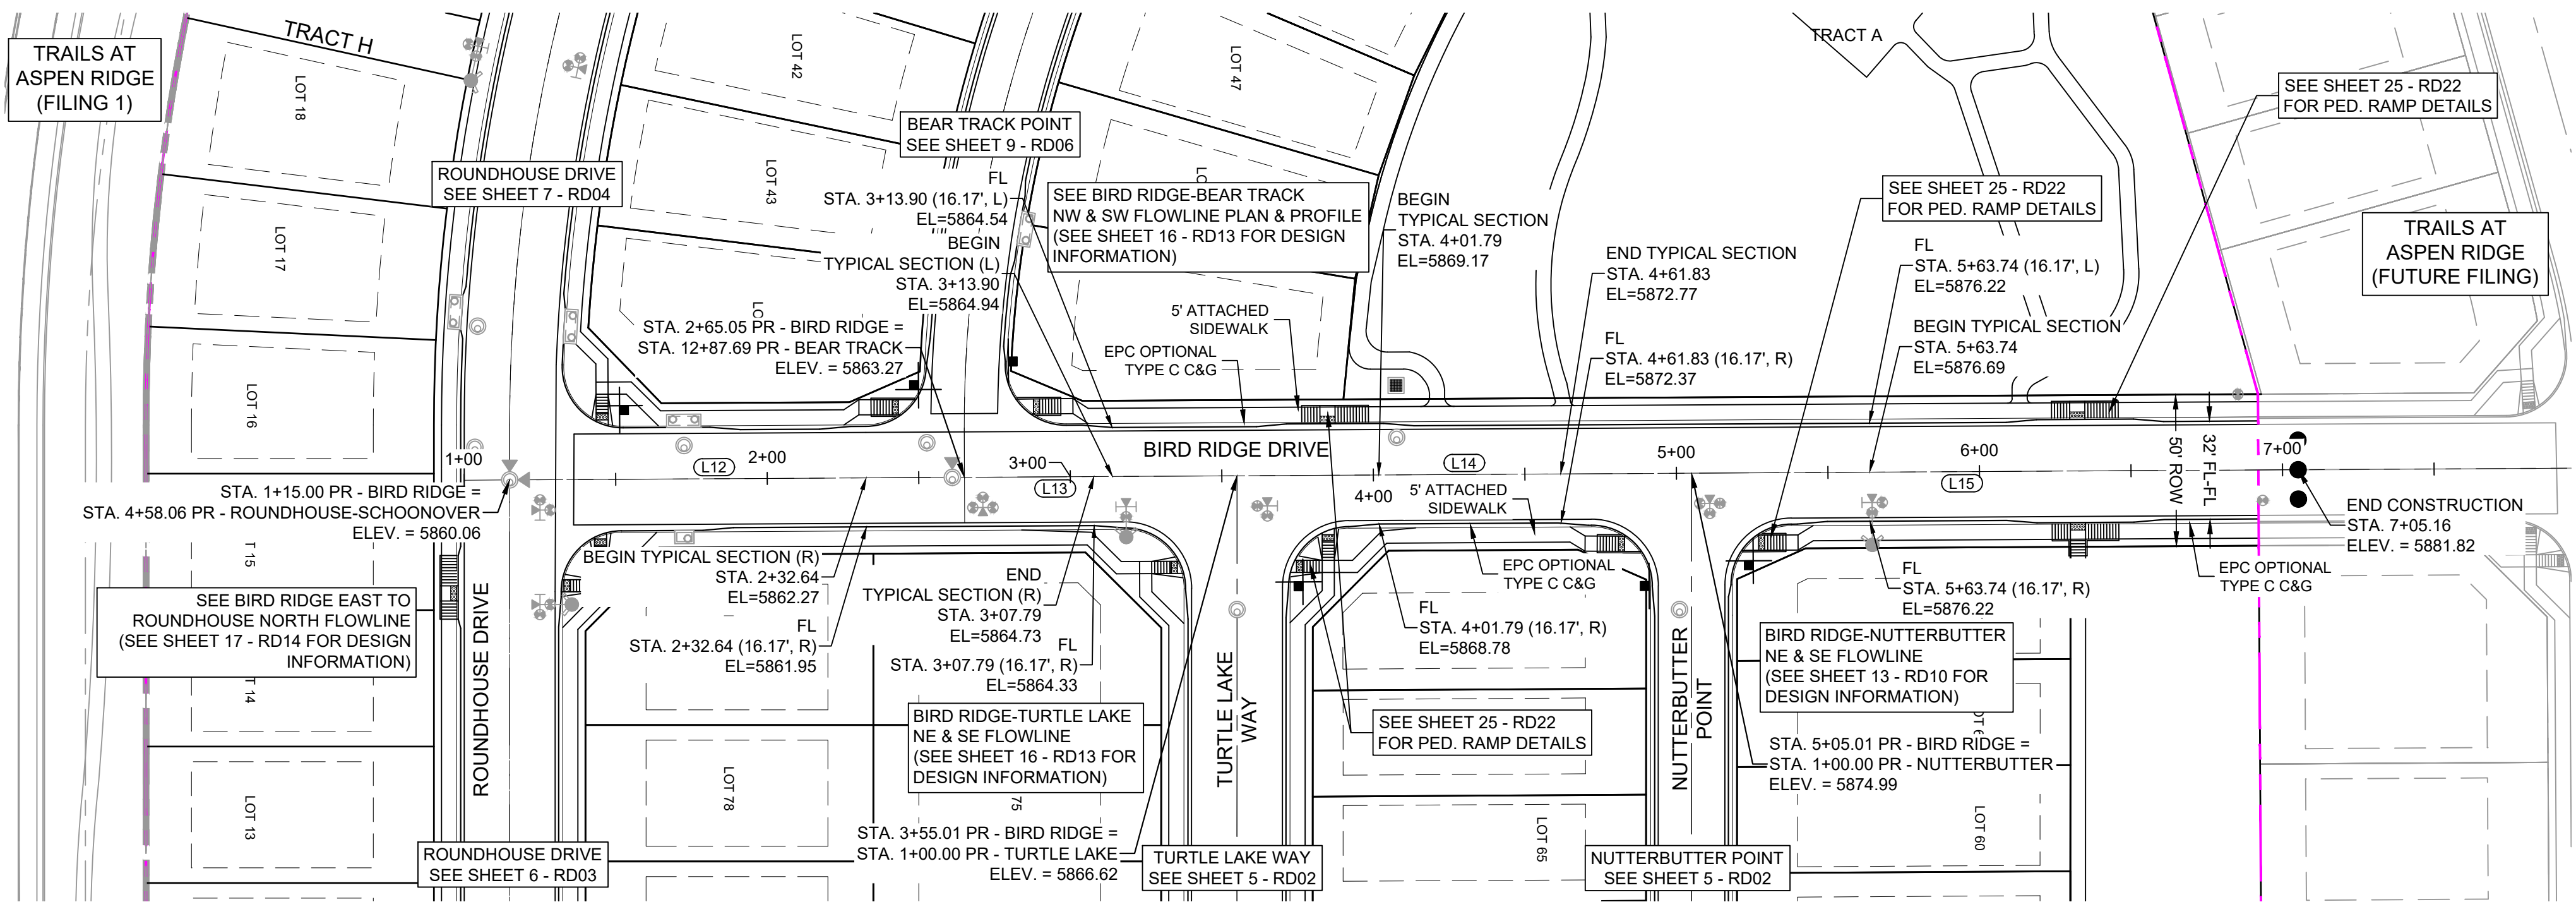 TRAILS AT
ASPEN RIDGE
(FILING 1)
TRACT H
LOT 18
LOT 17
LOT 16
ROUNDHOUSE DRIVE
SEE SHEET 7 - RD04
LOT 42
LOT 43
BEAR TRACK POINT
SEE SHEET 9 - RD06
LOT 47
FL
STA. 3+13.90 (16.17', L)
EL=5864.54
BEGIN
TYPICAL SECTION (L)
STA. 3+13.90
EL=5864.94
STA. 2+65.05 PR - BIRD RIDGE =
STA. 12+87.69 PR - BEAR TRACK
ELEV. = 5863.27
SEE BIRD RIDGE-BEAR TRACK
NW & SW FLOWLINE PLAN & PROFILE
(SEE SHEET 16 - RD13 FOR DESIGN
INFORMATION)
5' ATTACHED
SIDEWALK
EPC OPTIONAL
TYPE C C&G
BEGIN
TYPICAL SECTION
STA. 4+01.79
EL=5869.17
END TYPICAL SECTION
STA. 4+61.83
EL=5872.77
FL
STA. 4+61.83 (16.17', R)
EL=5872.37
TRACT A
SEE SHEET 25 - RD22
FOR PED. RAMP DETAILS
FL
STA. 5+63.74 (16.17', L)
EL=5876.22
BEGIN TYPICAL SECTION
STA. 5+63.74
EL=5876.69
SEE SHEET 25 - RD22
FOR PED. RAMP DETAILS
TRAILS AT
ASPEN RIDGE
(FUTURE FILING)
1+00
L12
2+00
3+00
L13
BIRD RIDGE DRIVE
4+00
L14
5+00
6+00
L15
50' ROW
32' FL-FL
7+00
STA. 1+15.00 PR - BIRD RIDGE =
STA. 4+58.06 PR - ROUNDHOUSE-SCHOONOVER
ELEV. = 5860.06
SEE BIRD RIDGE EAST TO
ROUNDHOUSE NORTH FLOWLINE
(SEE SHEET 17 - RD14 FOR DESIGN
INFORMATION)
15
14
LOT 13
ROUNDHOUSE DRIVE
ROUNDHOUSE DRIVE
SEE SHEET 6 - RD03
BEGIN TYPICAL SECTION (R)
STA. 2+32.64
EL=5862.27
FL
STA. 2+32.64 (16.17', R)
EL=5861.95
LOT 78
END
TYPICAL SECTION (R)
STA. 3+07.79
EL=5864.73
FL
STA. 3+07.79 (16.17', R)
EL=5864.33
BIRD RIDGE-TURTLE LAKE
NE & SE FLOWLINE
(SEE SHEET 16 - RD13 FOR
DESIGN INFORMATION)
75
STA. 3+55.01 PR - BIRD RIDGE =
STA. 1+00.00 PR - TURTLE LAKE
ELEV. = 5866.62
TURTLE LAKE
WAY
TURTLE LAKE WAY
SEE SHEET 5 - RD02
5' ATTACHED
SIDEWALK
EPC OPTIONAL
TYPE C C&G
FL
STA. 4+01.79 (16.17', R)
EL=5868.78
SEE SHEET 25 - RD22
FOR PED. RAMP DETAILS
LOT 65
NUTTERBUTTER
POINT
NUTTERBUTTER POINT
SEE SHEET 5 - RD02
FL
STA. 5+63.74 (16.17', R)
EL=5876.22
BIRD RIDGE-NUTTERBUTTER
NE & SE FLOWLINE
(SEE SHEET 13 - RD10 FOR
DESIGN INFORMATION)
STA. 5+05.01 PR - BIRD RIDGE =
STA. 1+00.00 PR - NUTTERBUTTER
ELEV. = 5874.99
LOT 60
EPC OPTIONAL
TYPE C C&G
END CONSTRUCTION
STA. 7+05.16
ELEV. = 5881.82